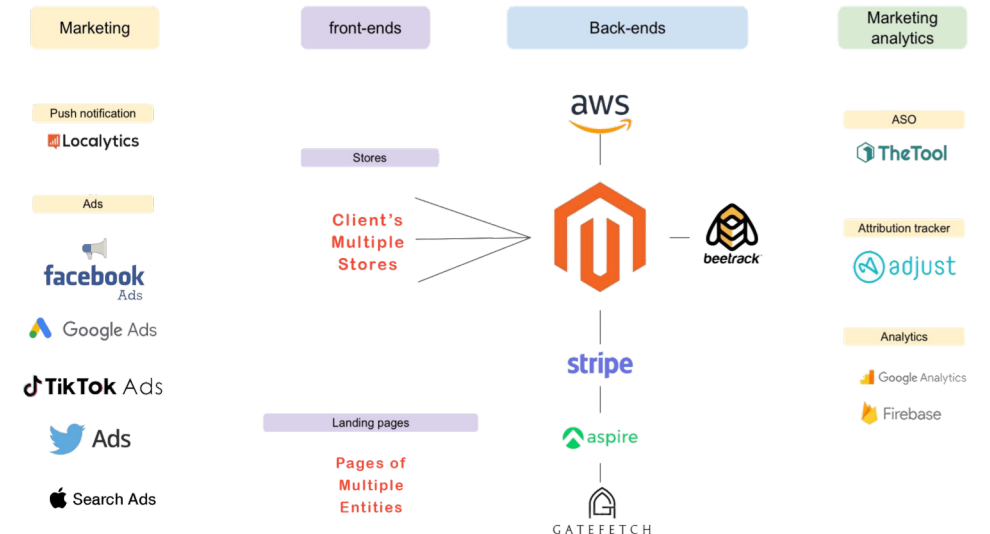 Marketing
front-ends
Back-ends
Marketing
analytics
Push notification
Localytics
Ads
facebook
Ads
Google Ads
TikTok Ads
Ads
Search Ads
Stores
Client's
Multiple
Stores
Landing pages
Pages of
Multiple
Entities
aws
beetrack
stripe
aspire
GATEFETCH
ASO
TheTool
Attribution tracker
adjust
Analytics
Google Analytics
Firebase